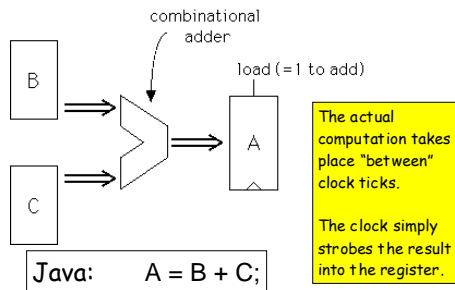 combinational
adder
load (=1 to add)
B
A
C
The actual
computation takes
place “between”
clock ticks.
The clock simply
strobes the result
into the register.
Java: A = B + C;